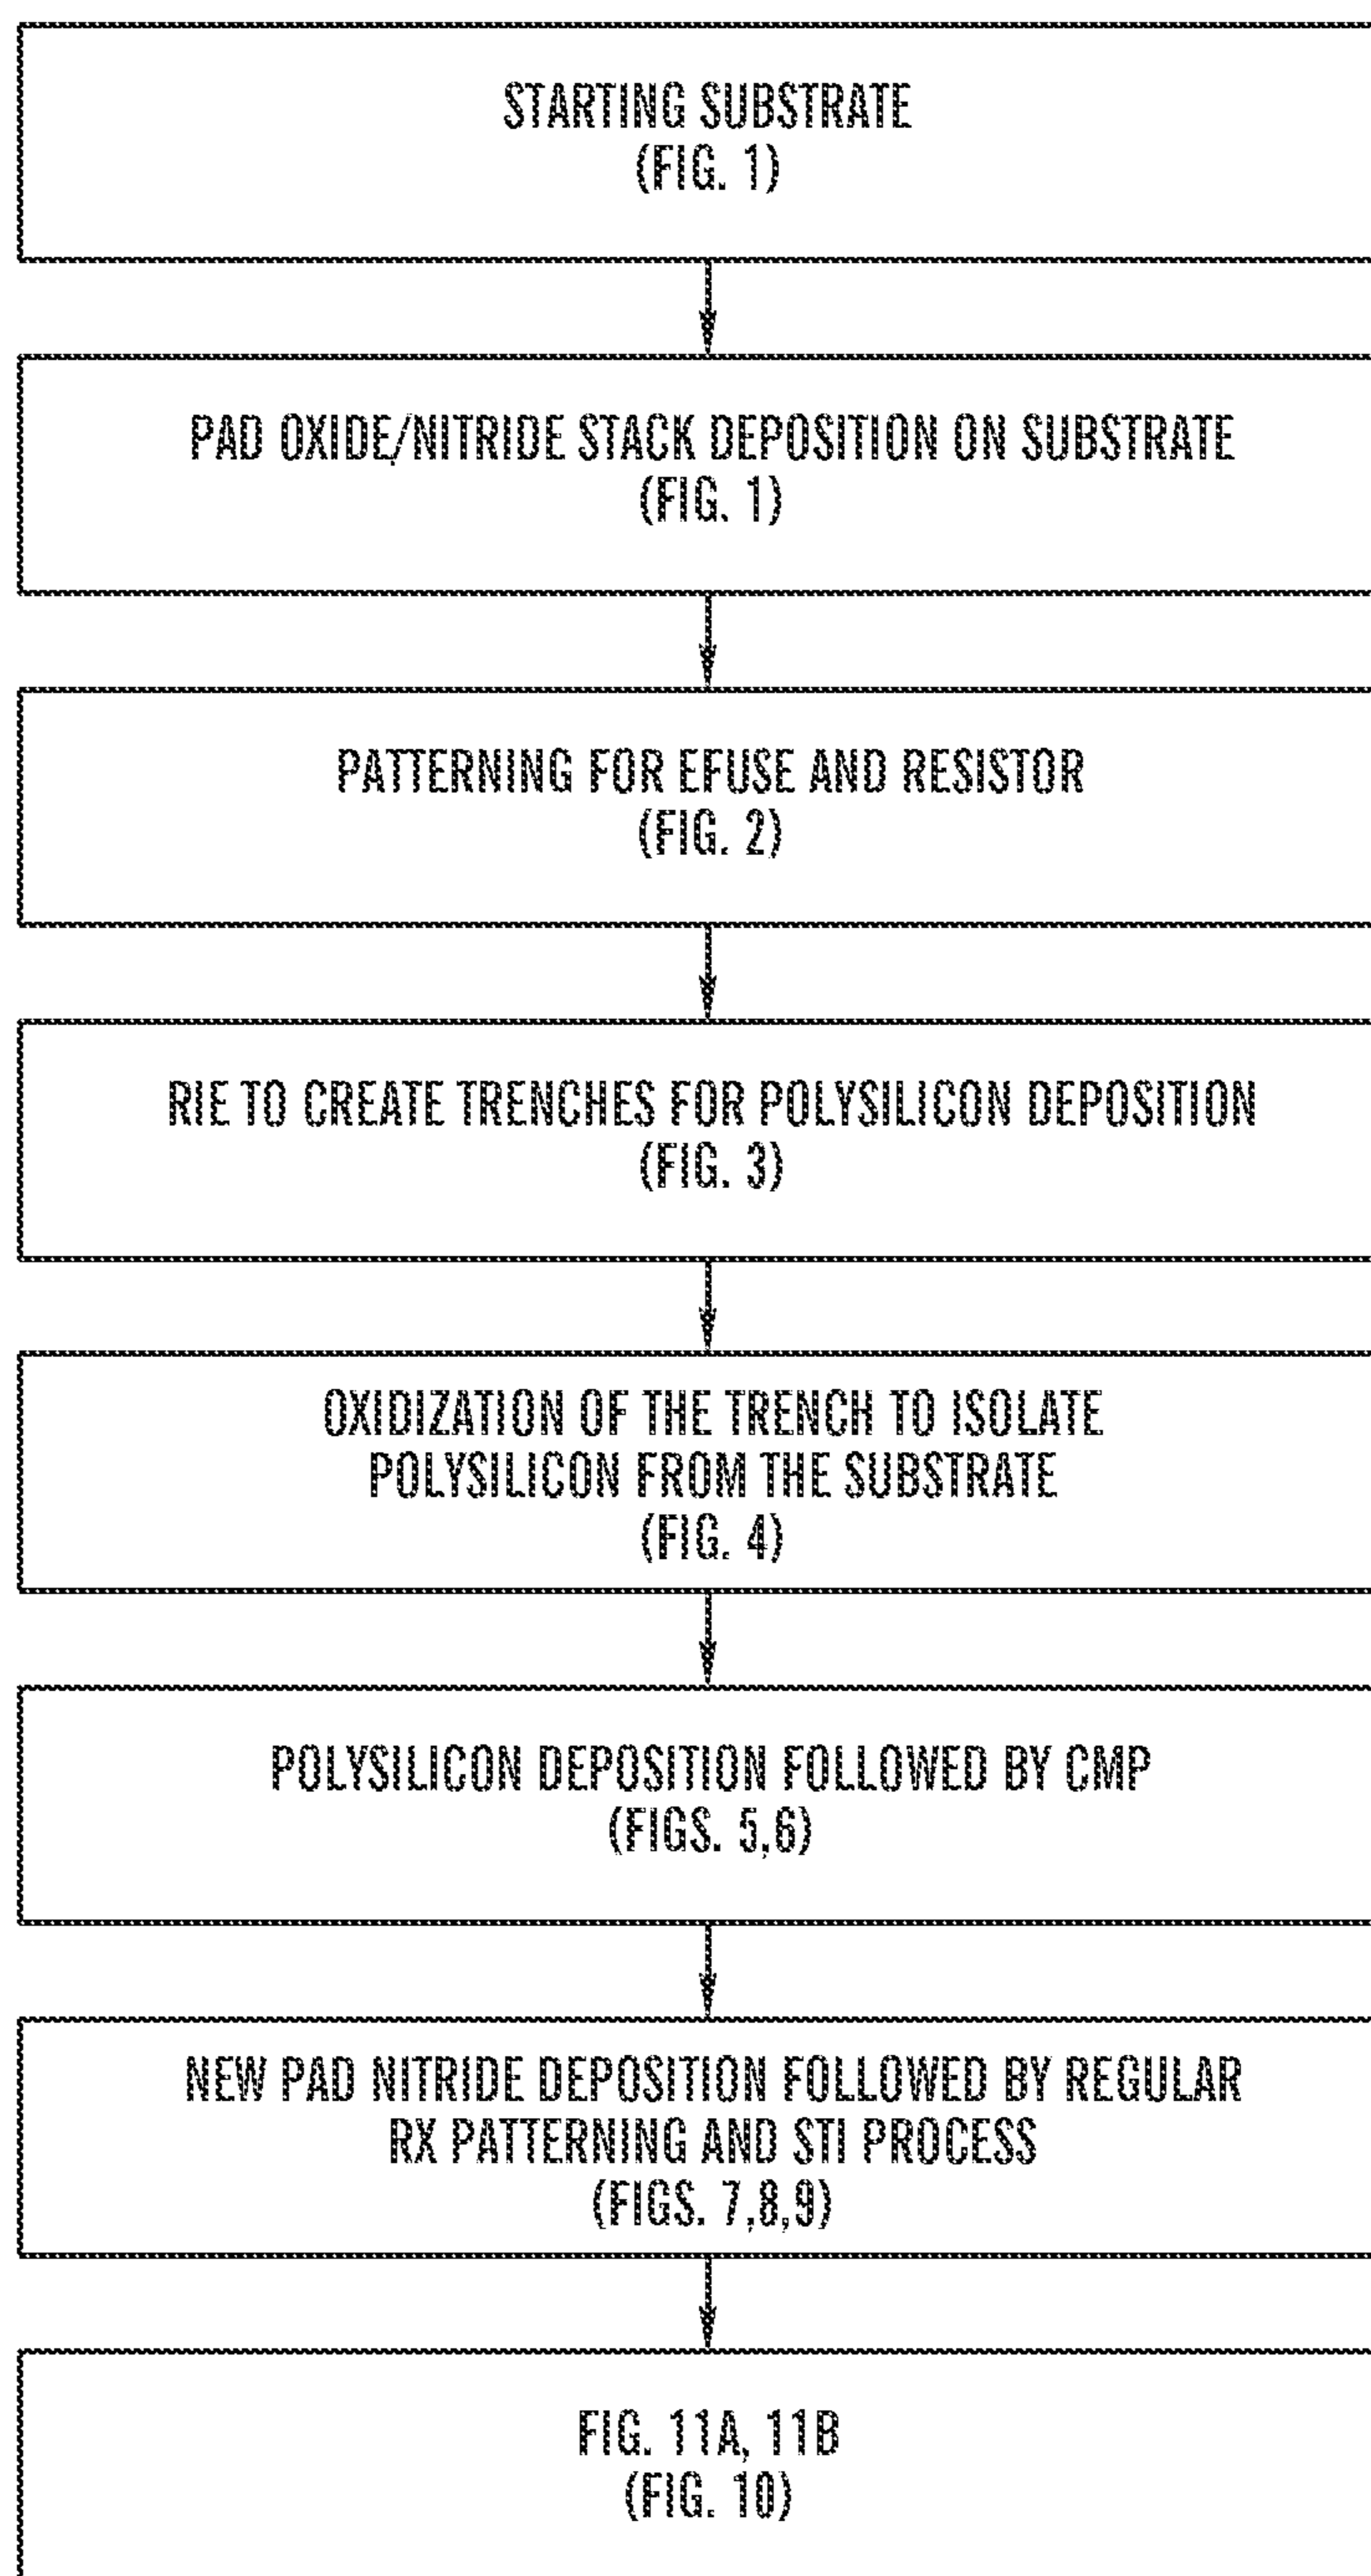 STARTING SUBSTRATE
(FIG. 1)
PAD OXIDE/NITRIDE STACK DEPOSITION ON SUBSTRATE
(FIG. 1)
PATTERNING FOR EFUSE AND RESISTOR
(FIG. 2)
RIE TO CREATE TRENCHES FOR POLYSILICON DEPOSITION
(FIG. 3)
OXIDIZATION OF THE TRENCH TO ISOLATE
POLYSILICON FROM THE SUBSTRATE
(FIG. 4)
POLYSILICON DEPOSITION FOLLOWED BY CMP
(FIGS. 5,6)
NEW PAD NITRIDE DEPOSITION FOLLOWED BY REGULAR
RX PATTERNING AND STI PROCESS
(FIGS. 7,8,9)
FIG. 11A, 11B
(FIG. 10)